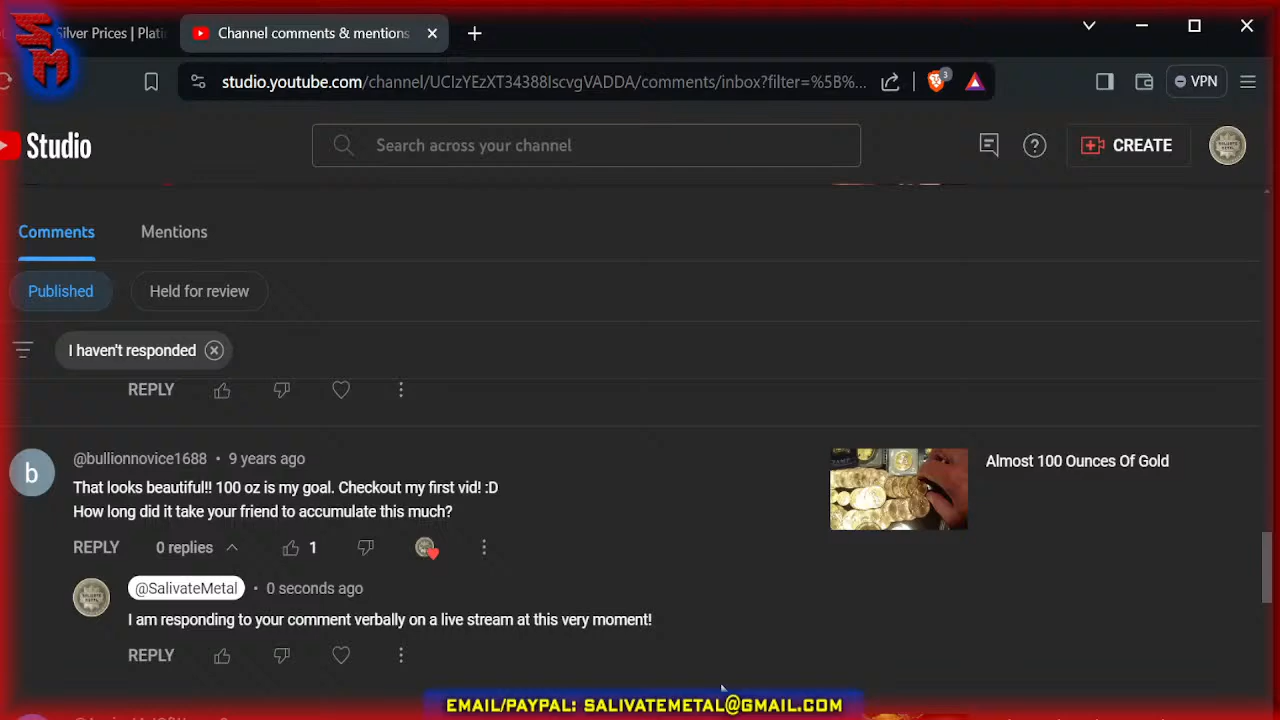 SM
Silver Prices | Plati
Channel comments & mentions
studio.youtube.com/channel/UCIzYEzXT34388IscvgVADDA/comments/inbox?filter=%5B%...
3
VPN
Studio
Search across your channel
CREATE
Comments
Mentions
Published
Held for review
I haven't responded
REPLY
b
@bullionnovice1688 • 9 years ago
Almost 100 Ounces Of Gold
That looks beautiful!! 100 oz is my goal. Checkout my first vid! :D
How long did it take your friend to accumulate this much?
REPLY 0 replies 1
@SalivateMetal • 0 seconds ago
I am responding to your comment verbally on a live stream at this very moment!
REPLY
EMAIL/PAYPAL: SALIVATEMETAL@GMAIL.COM